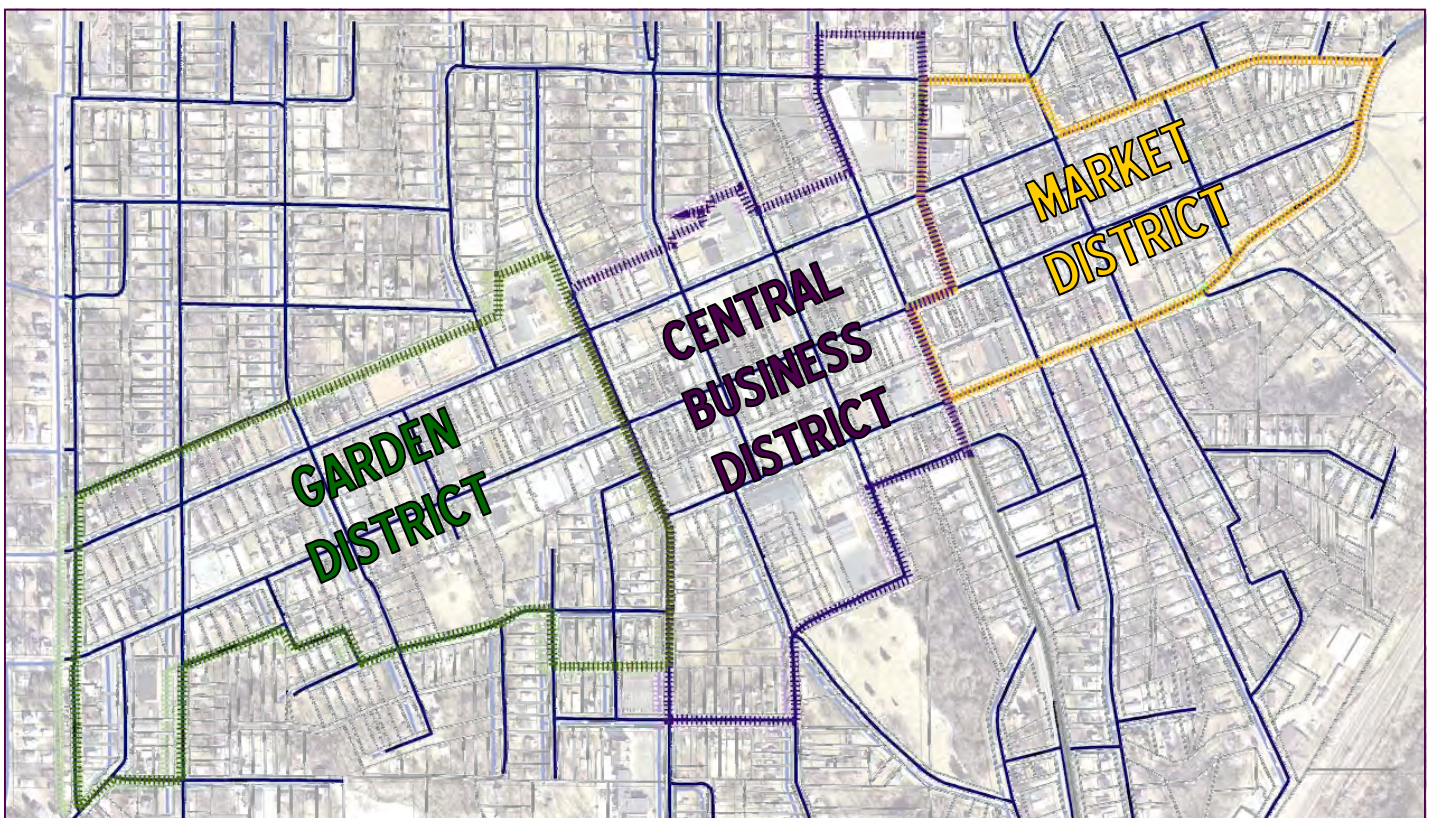 GARDEN
DISTRICT
CENTRAL
BUSINESS
DISTRICT
MARKET
DISTRICT